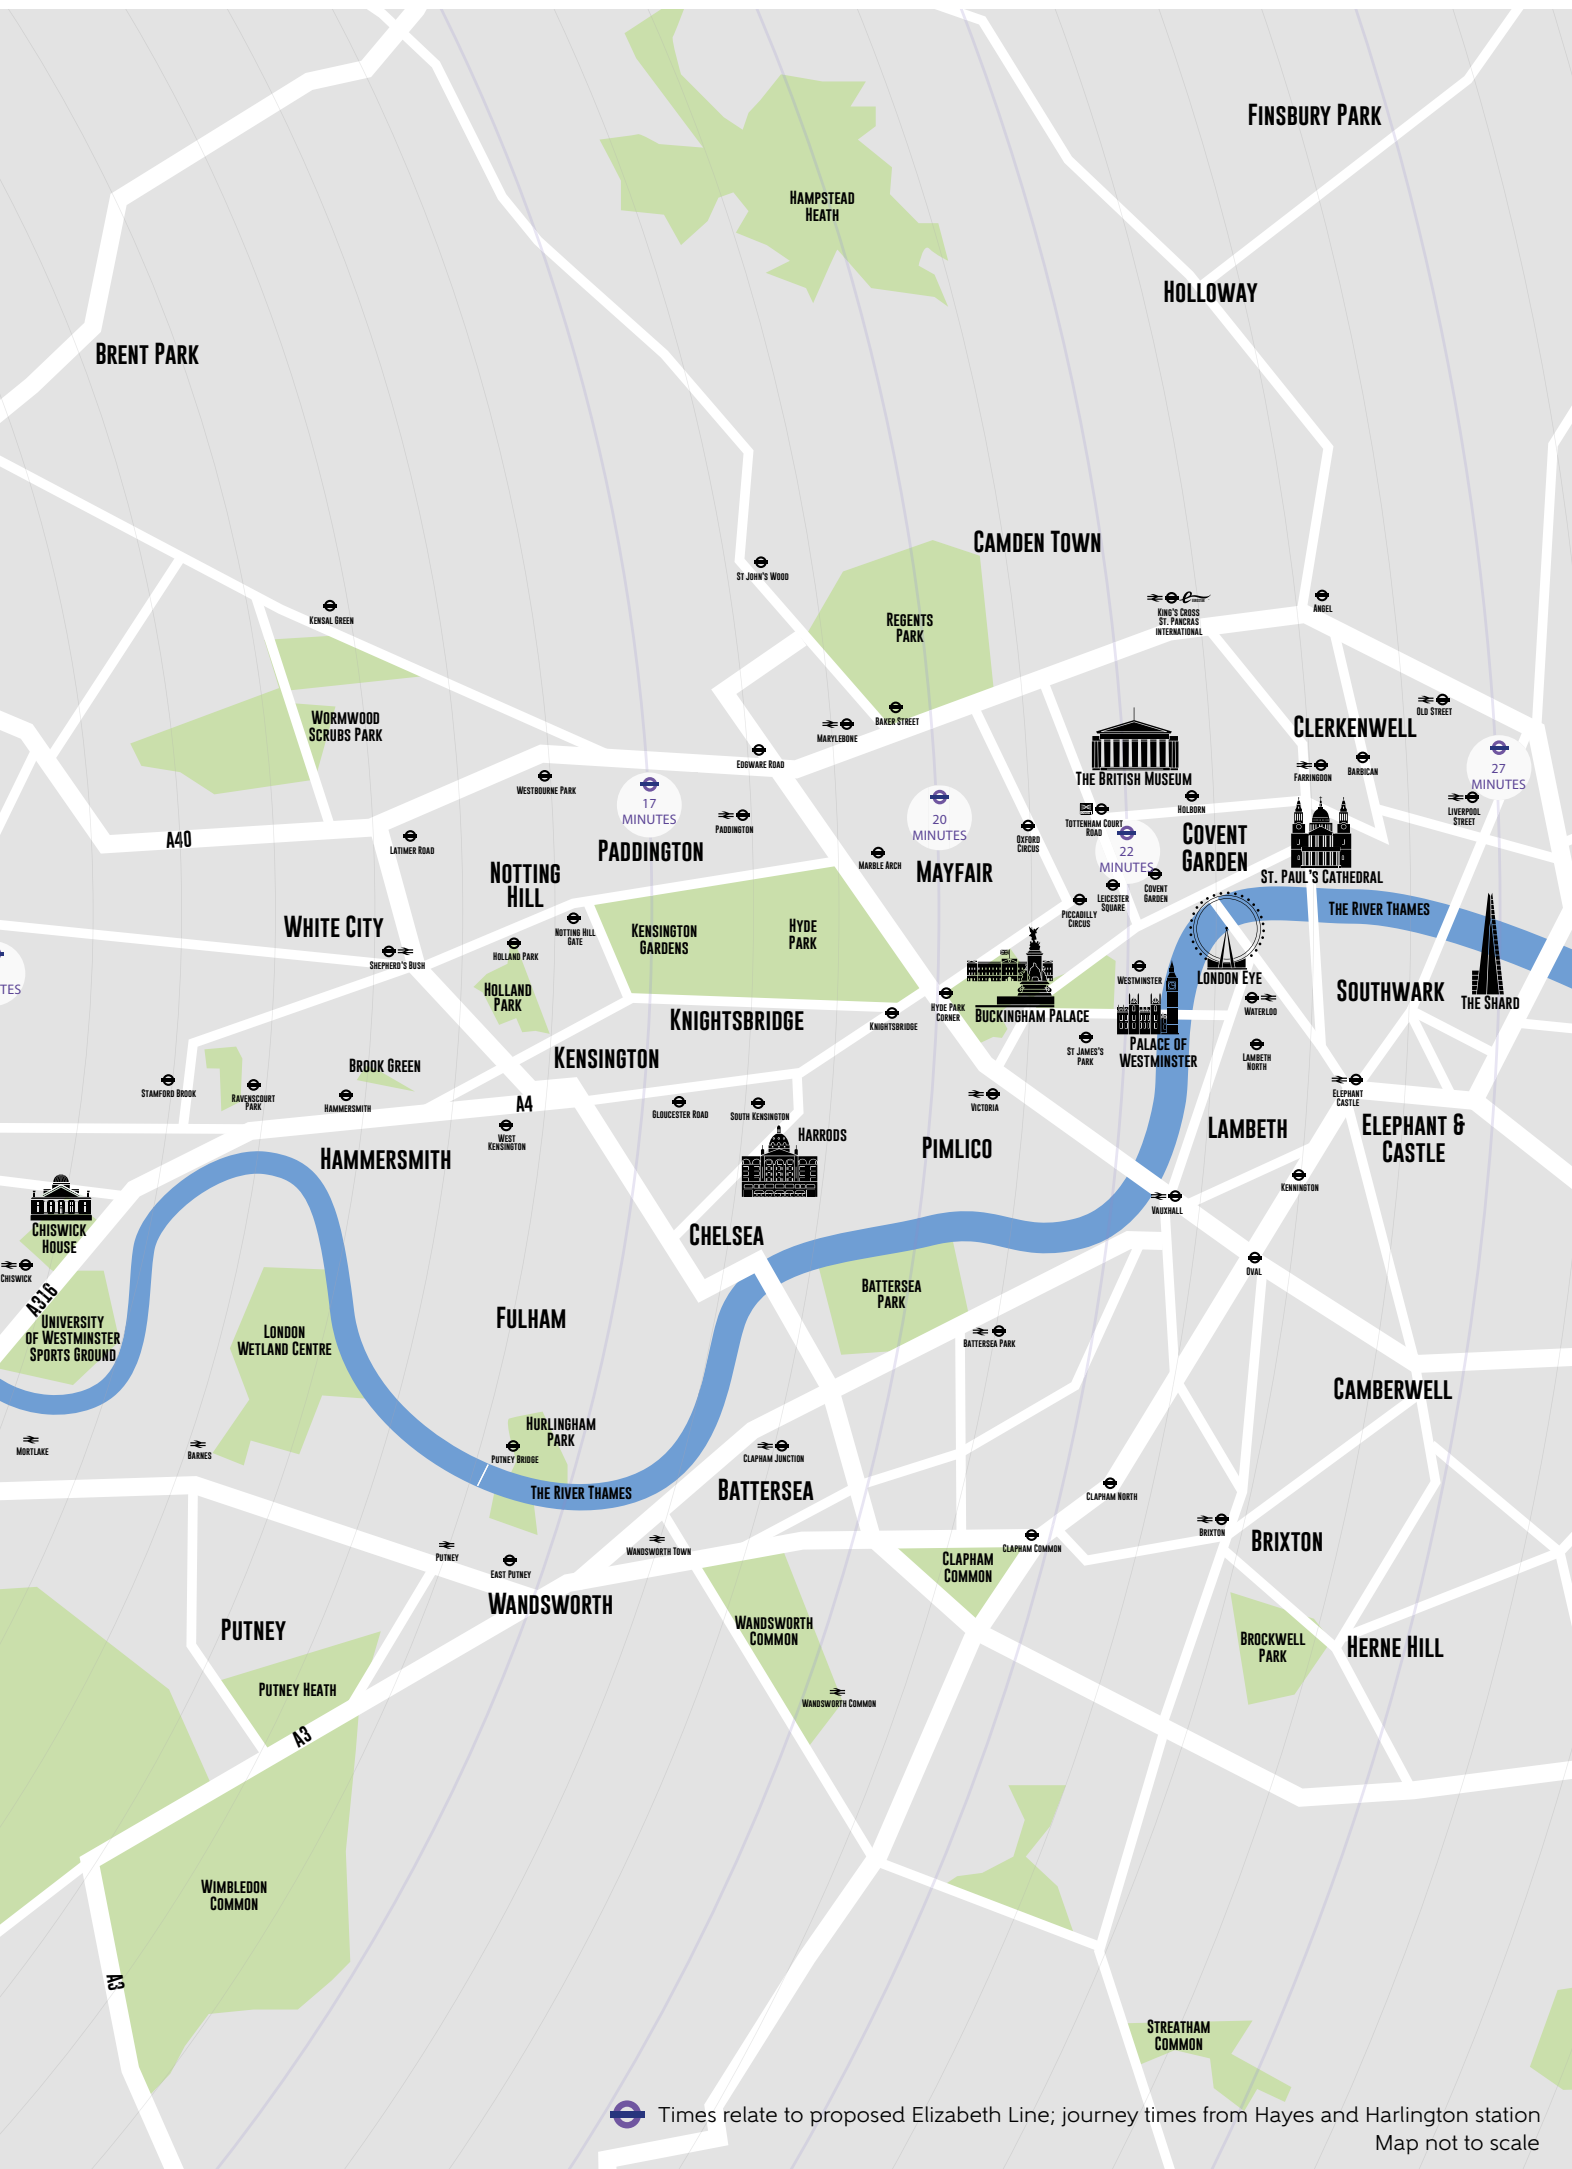 FINSBURY PARK
HAMPSTEAD
HEATH
HOLLOWAY
BRENT PARK
CAMDEN TOWN
ST JOHN'S WOOD
KENSAL GREEN
REGENTS
PARK
KING'S CROSS
ST. PANCRAS
INTERNATIONAL
ANGEL
WORMWOOD
SCRUBS PARK
MARYLEBONE
BAKER STREET
OLD STREET
CLERKENWELL
EDGWARE ROAD
THE BRITISH MUSEUM
FARRINGDON
BARBICAN
27
MINUTES
WESTBOURNE PARK
17
MINUTES
PADDINGTON
20
MINUTES
HOLBORN
LIVERPOOL
STREET
TOTTENHAM COURT
ROAD
A40
LATIMER ROAD
PADDINGTON
OXFORD
CIRCUS
22
MINUTES
COVENT
GARDEN
MARBLE ARCH
MAYFAIR
NOTTING
HILL
ST. PAUL'S CATHEDRAL
COVENT
GARDEN
LEICESTER
SQUARE
PICCADILLY
CIRCUS
THE RIVER THAMES
WHITE CITY
NOTTING HILL
GATE
KENSINGTON
GARDENS
HYDE
PARK
HOLLAND PARK
SHEPHERD'S BUSH
TES
HOLLAND
PARK
WESTMINSTER
LONDON EYE
SOUTHWARK
THE SHARD
WATERLOO
HYDE PARK
CORNER
BUCKINGHAM PALACE
KNIGHTSBRIDGE
KNIGHTSBRIDGE
ST JAMES'S
PARK
PALACE OF
WESTMINSTER
LAMBETH
NORTH
KENSINGTON
BROOK GREEN
STAMFORD BROOK
RAVENSCOURT
PARK
HAMMERSMITH
A4
GLOUCESTER ROAD
SOUTH KENSINGTON
VICTORIA
ELEPHANT
CASTLE
WEST
KENSINGTON
HARRODS
PIMLICO
LAMBETH
ELEPHANT &
CASTLE
HAMMERSMITH
KENNINGTON
VAUXHALL
CHISWICK
HOUSE
CHELSEA
CHISWICK
OVAL
A316
BATTERSEA
PARK
UNIVERSITY
OF WESTMINSTER
SPORTS GROUND
LONDON
WETLAND CENTRE
FULHAM
BATTERSEA PARK
CAMBERWELL
HURLINGHAM
PARK
MORTLAKE
BARNES
PUTNEY BRIDGE
CLAPHAM JUNCTION
THE RIVER THAMES
BATTERSEA
CLAPHAM NORTH
BRIXTON
BRIXTON
PUTNEY
EAST PUTNEY
WANDSWORTH TOWN
CLAPHAM COMMON
CLAPHAM
COMMON
WANDSWORTH
PUTNEY
WANDSWORTH
COMMON
BROCKWELL
PARK
HERNE HILL
PUTNEY HEATH
WANDSWORTH COMMON
A3
WIMBLEDON
COMMON
A3
STREATHAM
COMMON
Times relate to proposed Elizabeth Line; journey times from Hayes and Harlington station
Map not to scale